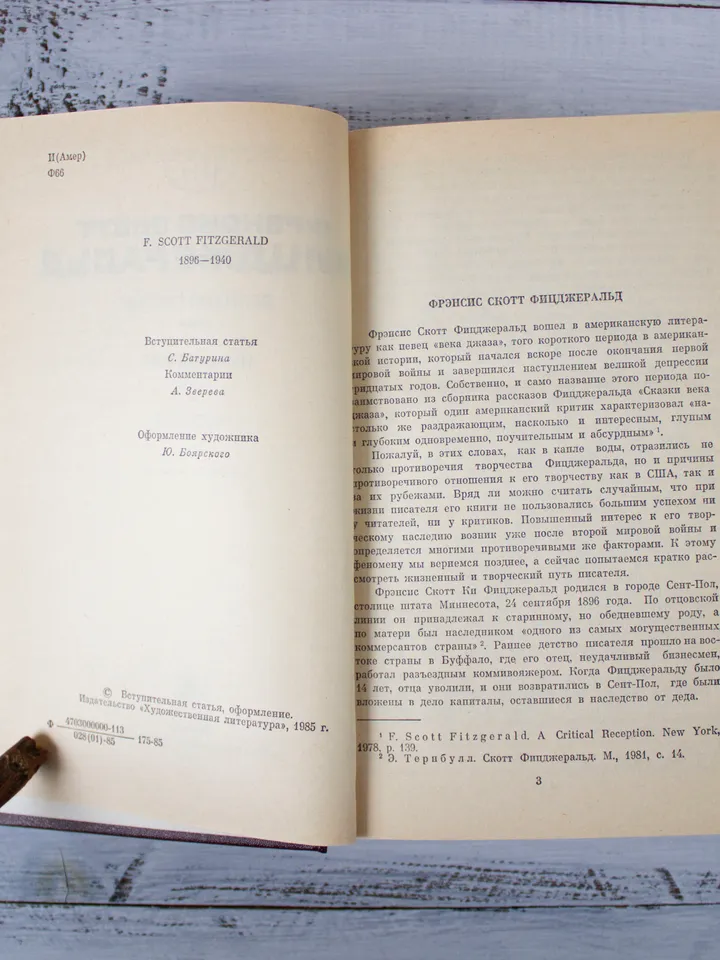 И(Амер)
Ф66
F. SCOTT FITZGERALD
1896—1940
Вступительная статья
С. Батурина
Комментарии
А. Зверева
Оформление художника
Ю. Боярского
© Вступительная статья, оформление.
Издательство «Художественная литература», 1985 г.
Ф 4703000000-113
028(01)-85 175-85
ФРЭНСИС СКОТТ ФИЦДЖЕРАЛЬД
Фрэнсис Скотт Фицджеральд вошел в американскую литера-
туру как певец «века джаза», того короткого периода в американ-
ской истории, который начался вскоре после окончания первой
мировой войны и завершился наступлением великой депрессии
тридцатых годов. Собственно, и само название этого периода по-
заимствовано из сборника рассказов Фицджеральда «Сказки века
джаза», который один американский критик характеризовал «на-
столько же раздражающим, насколько и интересным, глупым
и глубоким одновременно, поучительным и абсурдным» 1.
Пожалуй, в этих словах, как в капле воды, отразились не
только противоречия творчества Фицджеральда, но и причины
противоречивого отношения к его творчеству как в США, так и
за их рубежами. Вряд ли можно считать случайным, что при
жизни писателя его книги не пользовались большим успехом ни
у читателей, ни у критиков. Повышенный интерес к его твор-
ческому наследию возник уже после второй мировой войны и
определяется многими противоречивыми же факторами. К этому
феномену мы вернемся позднее, а сейчас попытаемся кратко рас-
смотреть жизненный и творческий путь писателя.
Фрэнсис Скотт Ки Фицджеральд родился в городе Сент-Пол,
столице штата Миннесота, 24 сентября 1896 года. По отцовской
линии он принадлежал к старинному, но обедневшему роду, а
по матери был наследником «одного из самых могущественных
коммерсантов страны» 2. Раннее детство писателя прошло на вос-
токе страны в Буффало, где его отец, неудачливый бизнесмен,
работал разъездным коммивояжером. Когда Фицджеральду было
14 лет, отца уволили, и они возвратились в Сент-Пол, где были
вложены в дело капиталы, оставшиеся в наследство от деда.
1 F. Scott Fitzgerald. A Critical Reception. New York,
1978, p. 139.
2 Э. Тернбулл. Скотт Фицджеральд. М., 1981, с. 14.
3